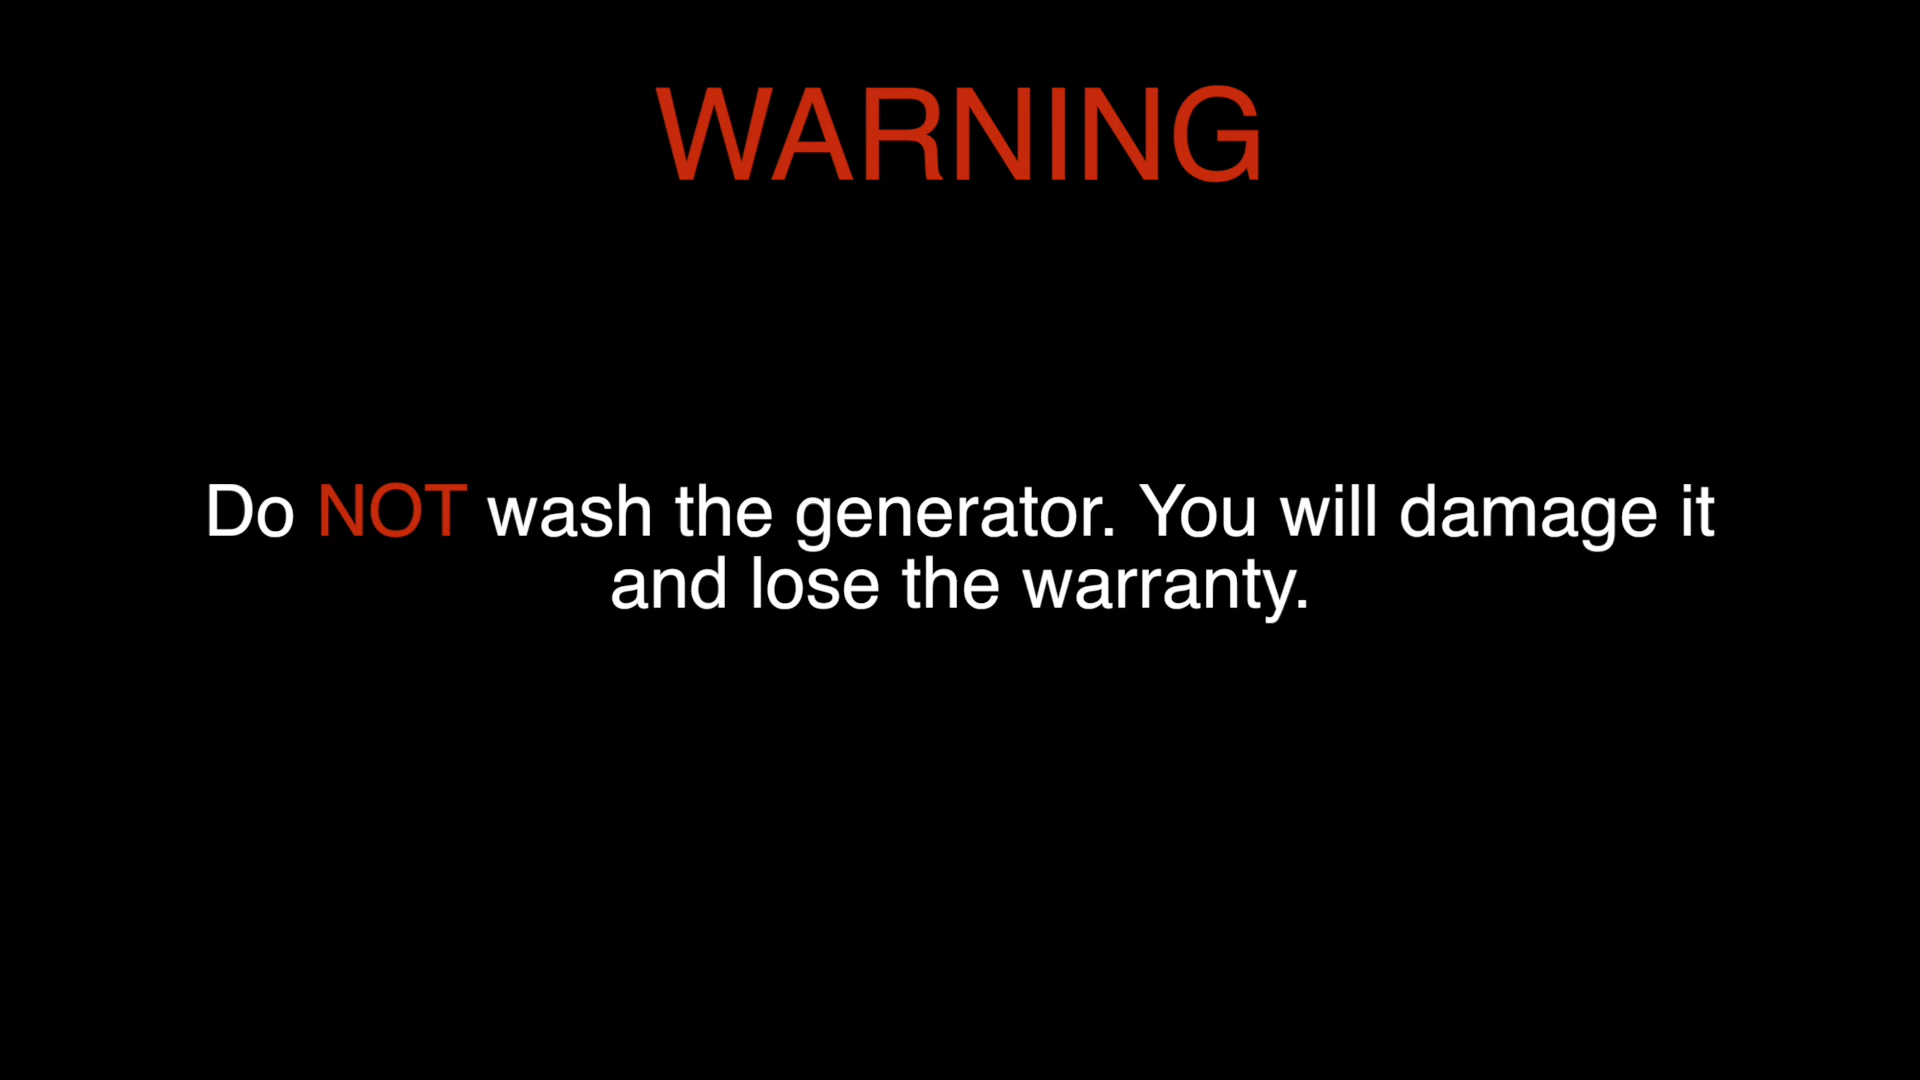 WARNING
Do NOT wash the generator. You will damage it
and lose the warranty.